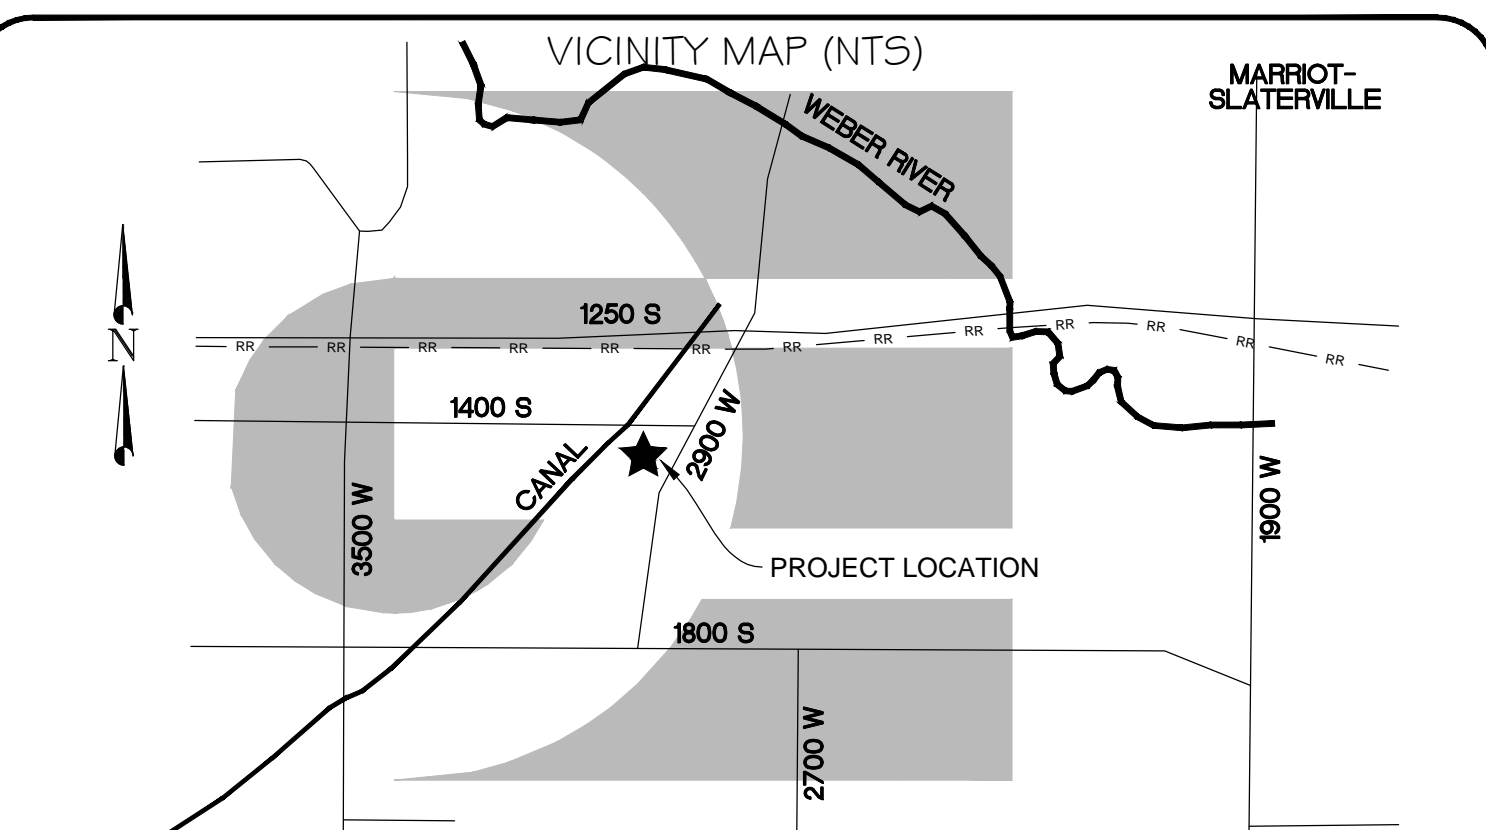 VICINITY MAP (NTS)
MARRIOT-
SLATERVILLE
WEBER RIVER
1250 S
RR RR RR RR RR RR RR RR RR RR RR RR RR
N
1400 S
2900 W
CANAL
3500 W
1900 W
PROJECT LOCATION
1800 S
2700 W